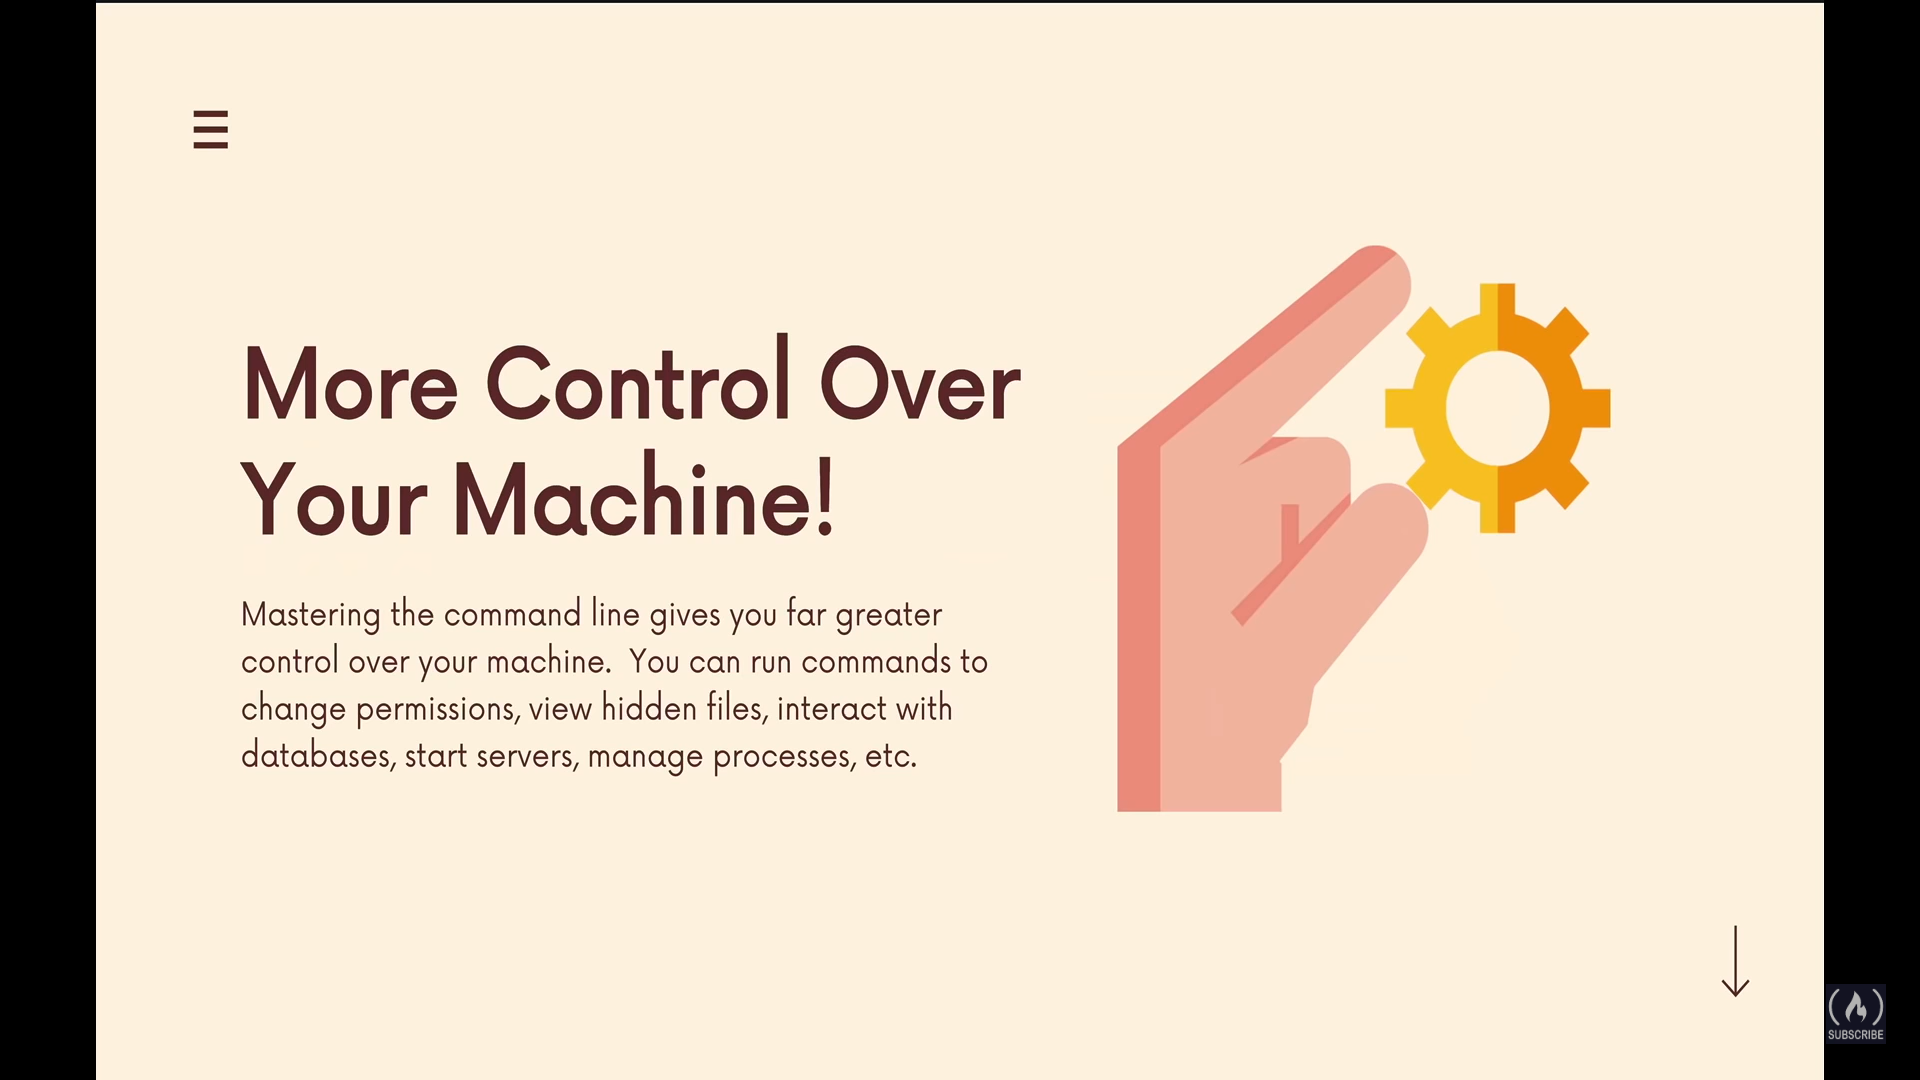 More Control Over
Your Machine!
Mastering the command line gives you far greater
control over your machine.  You can run commands to
change permissions, view hidden files, interact with
databases, start servers, manage processes, etc.
SUBSCRIBE